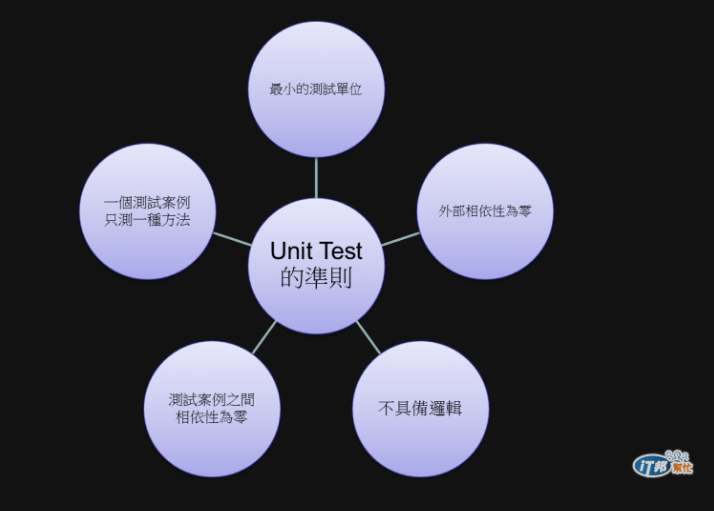 最小的測試單位
一個測試案例
只測一種方法
外部相依性為零
Unit Test
的準則
測試案例之間
相依性為零
不具備邏輯
iT邦
幫忙